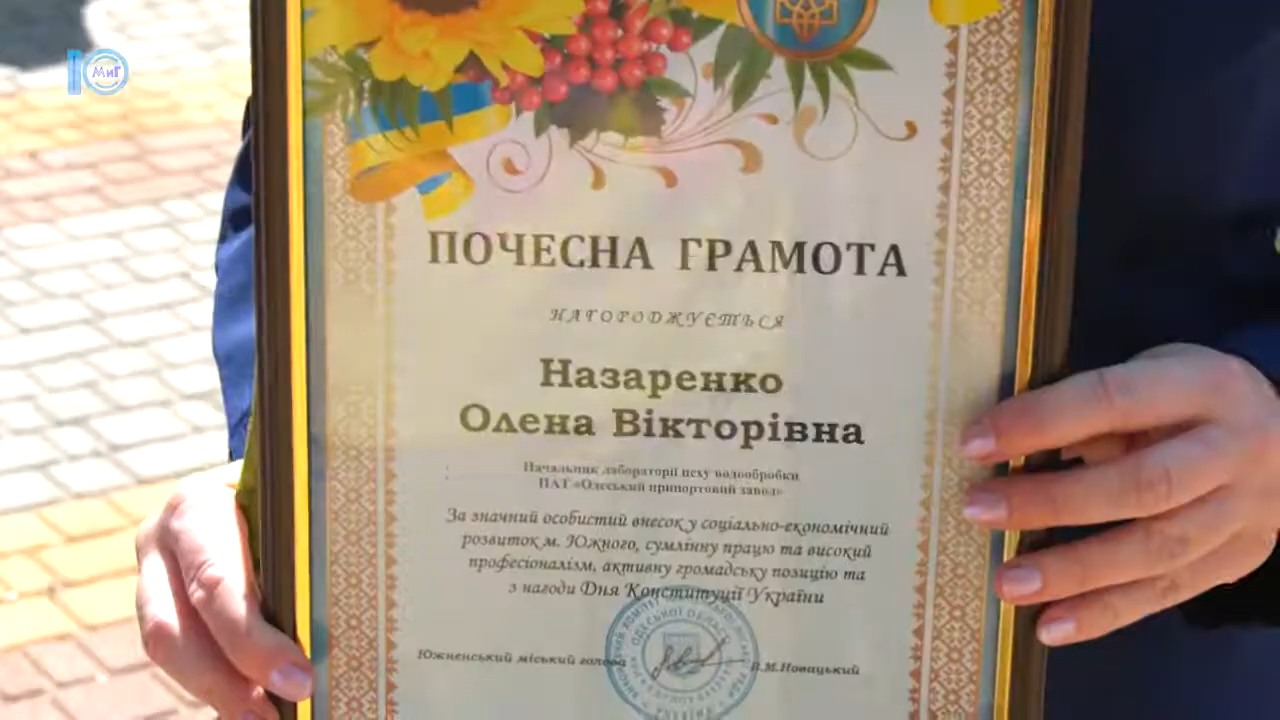 МиГ
ПОЧЕСНА ГРАМОТА
НАГОРОДЖУЄТЬСЯ
Назаренко
Олена Вікторівна
Начальник лабораторії цеху водообробки
ПАТ «Одеський припортовий завод»
За значний особистий внесок у соціально-економічний
розвиток м. Южного, сумлінну працю та високий
професіоналізм, активну громадську позицію та
з нагоди Дня Конституції України
ОДЕСЬКОЇ ОБЛАСТІ
Южненський міський голова В.М.Новацький